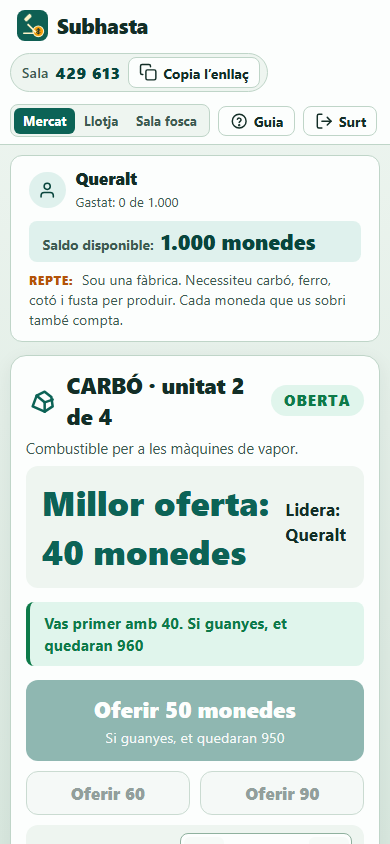 Subhasta
Sala 429 613 Copia l'enllaç
Mercat Llotja Sala fosca Guia Surt
Queralt
Gastat: 0 de 1.000
Saldo disponible: 1.000 monedes
REPTE: Sou una fàbrica. Necessiteu carbó, ferro,
cotó i fusta per produir. Cada moneda que us sobri
també compta.
CARBÓ · unitat 2
de 4
OBERTA
Combustible per a les màquines de vapor.
Millor oferta:
40 monedes
Lidera:
Queralt
Vas primer amb 40. Si guanyes, et
quedaran 960
Oferir 50 monedes
Si guanyes, et quedaran 950
Oferir 60 Oferir 90